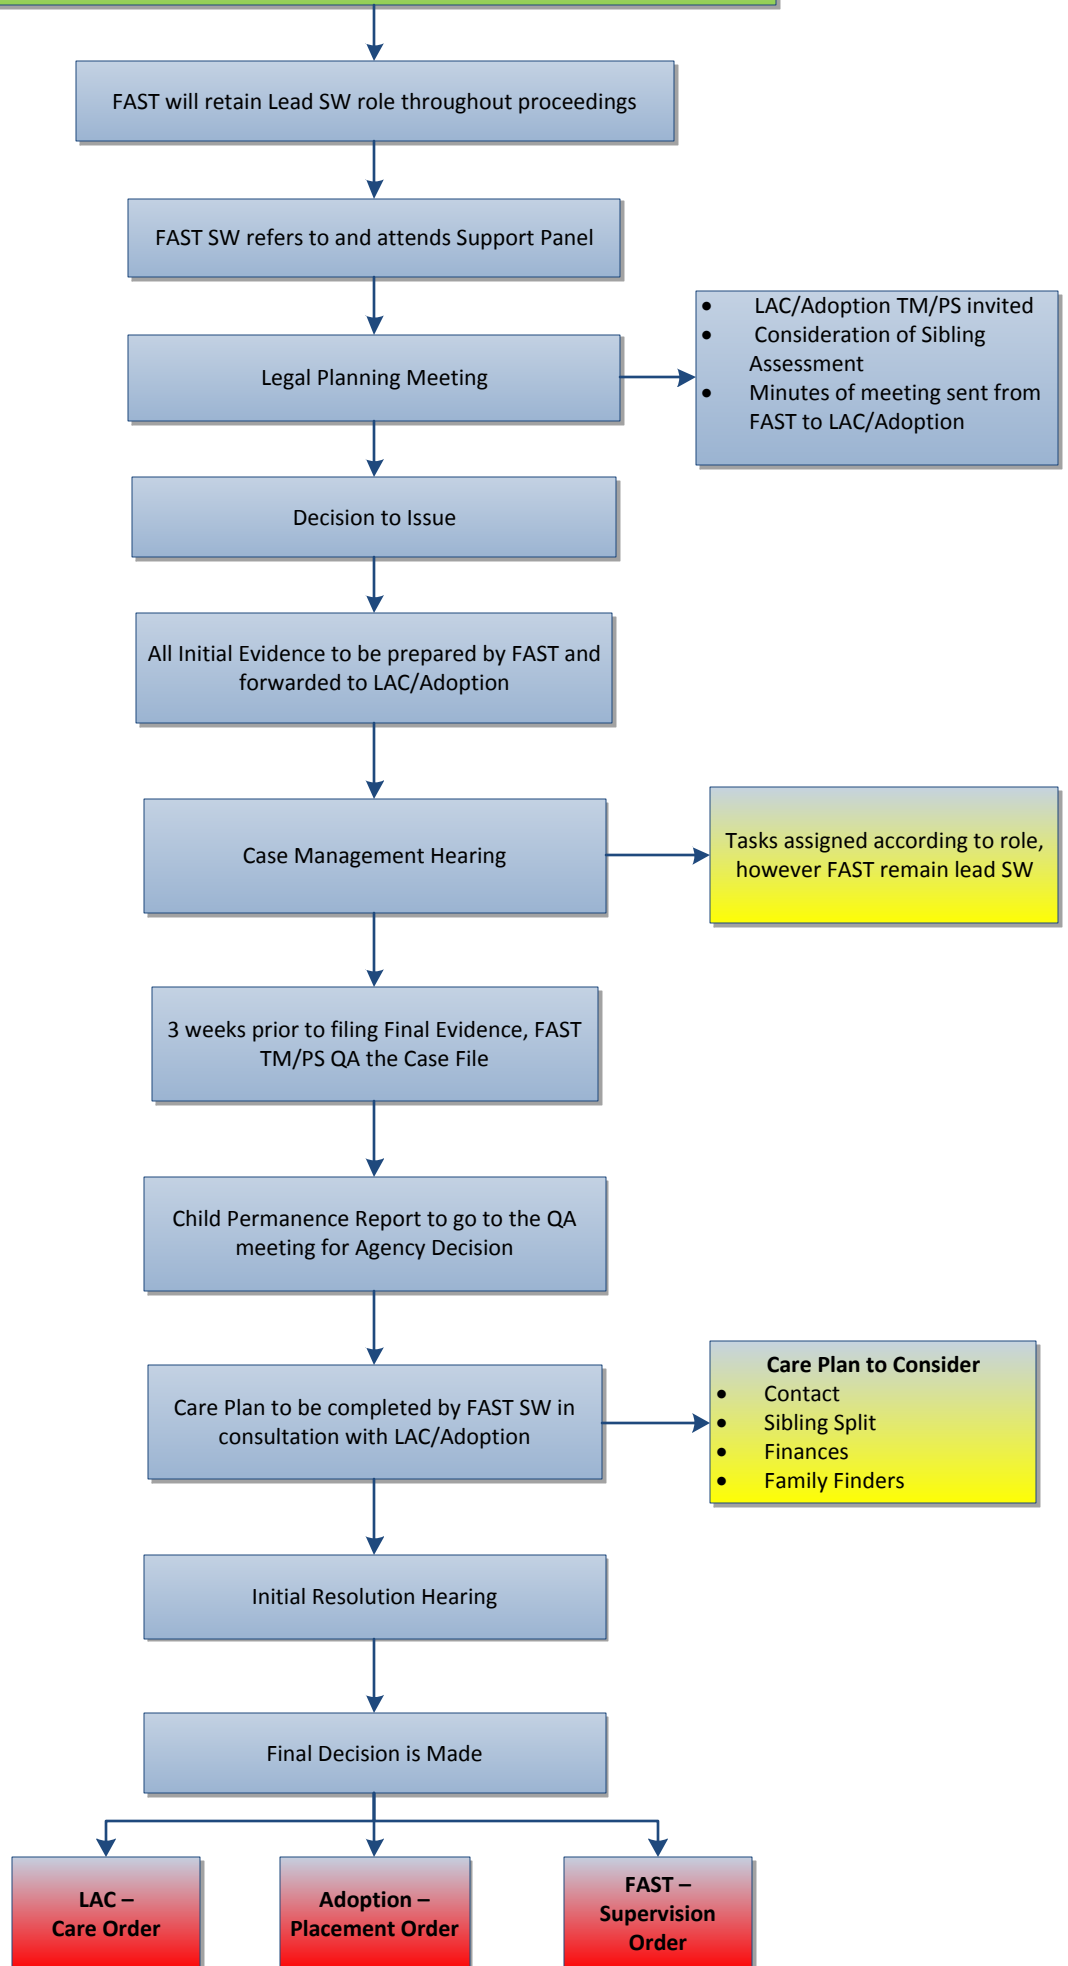 FAST will retain Lead SW role throughout proceedings
FAST SW refers to and attends Support Panel
Legal Planning Meeting
• LAC/Adoption TM/PS invited
• Consideration of Sibling
Assessment
• Minutes of meeting sent from
FAST to LAC/Adoption
Decision to Issue
All Initial Evidence to be prepared by FAST and
forwarded to LAC/Adoption
Case Management Hearing
Tasks assigned according to role,
however FAST remain lead SW
3 weeks prior to filing Final Evidence, FAST
TM/PS QA the Case File
Child Permanence Report to go to the QA
meeting for Agency Decision
Care Plan to be completed by FAST SW in
consultation with LAC/Adoption
Care Plan to Consider
• Contact
• Sibling Split
• Finances
• Family Finders
Initial Resolution Hearing
Final Decision is Made
LAC –
Care Order
Adoption –
Placement Order
FAST –
Supervision
Order